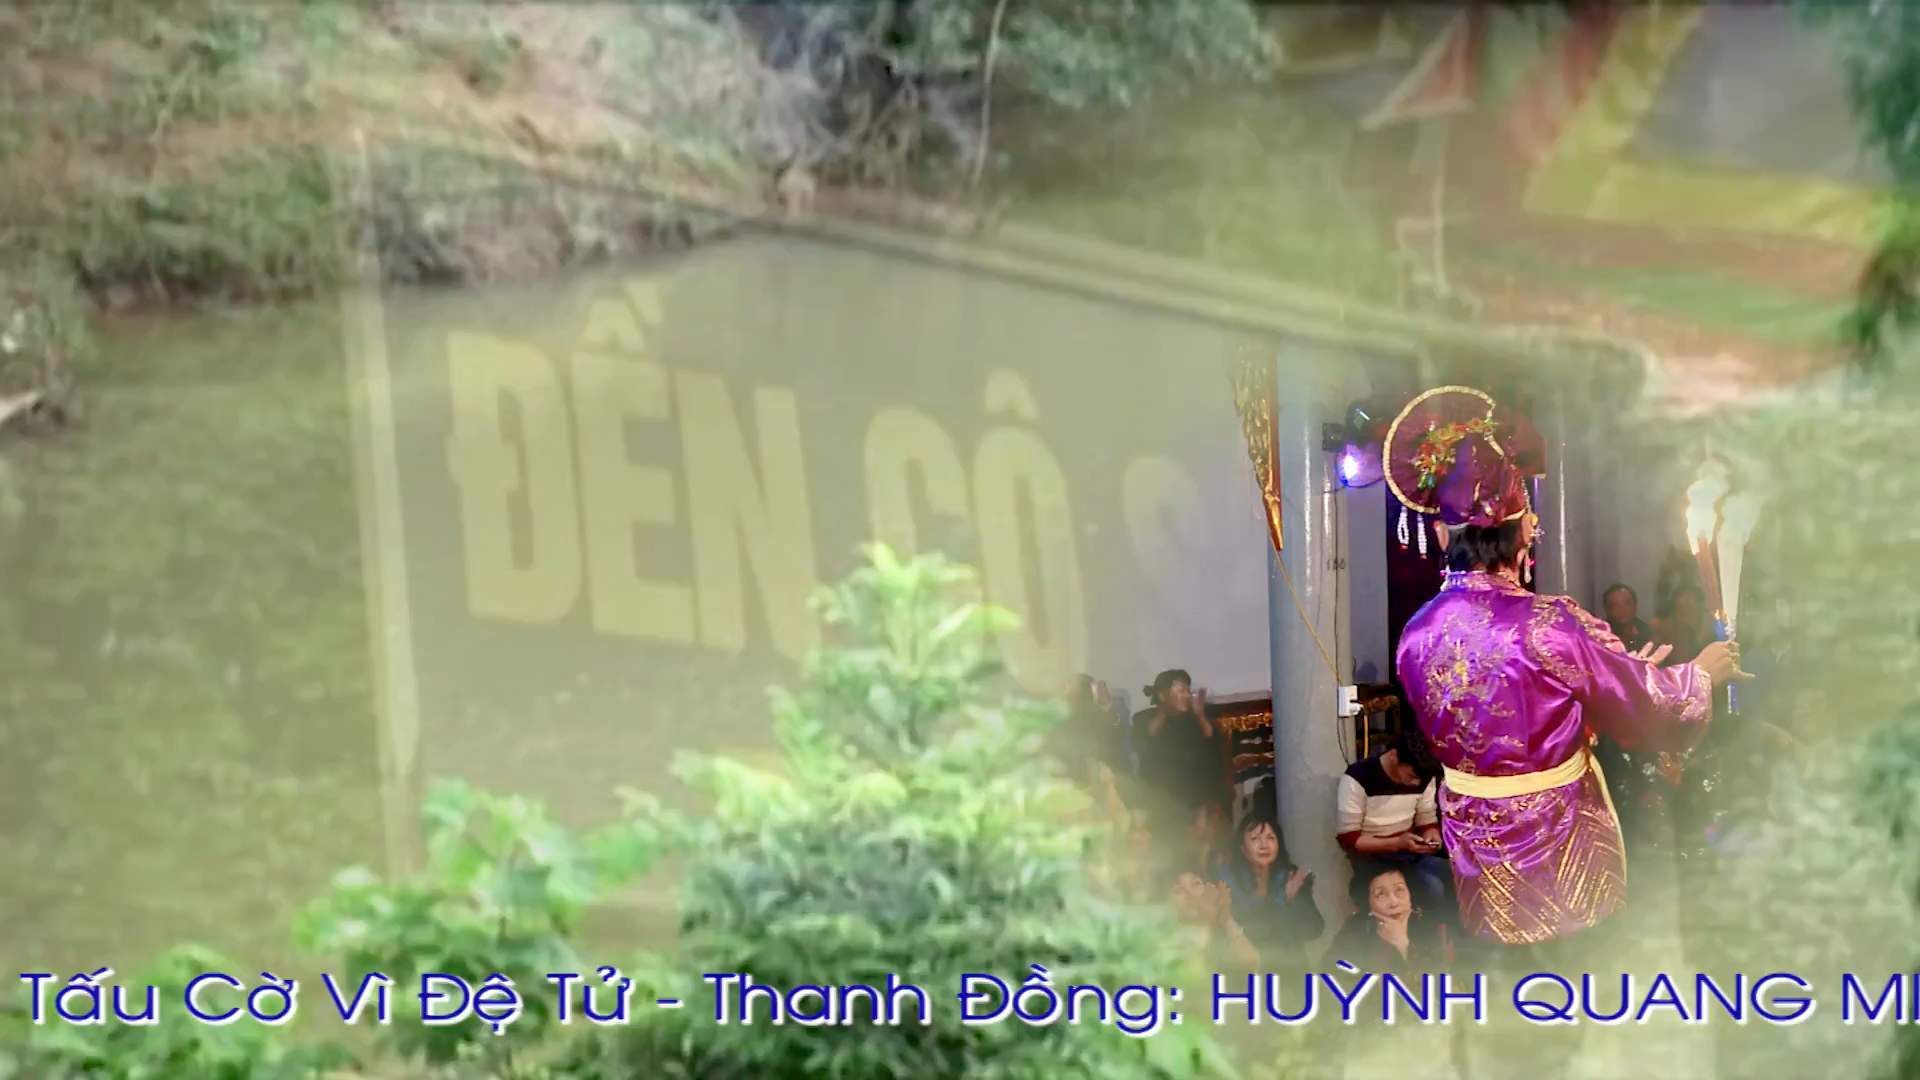 ĐỀN CÔ
Tấu Cờ Vì Đệ Tử - Thanh Đồng: HUỲNH QUANG